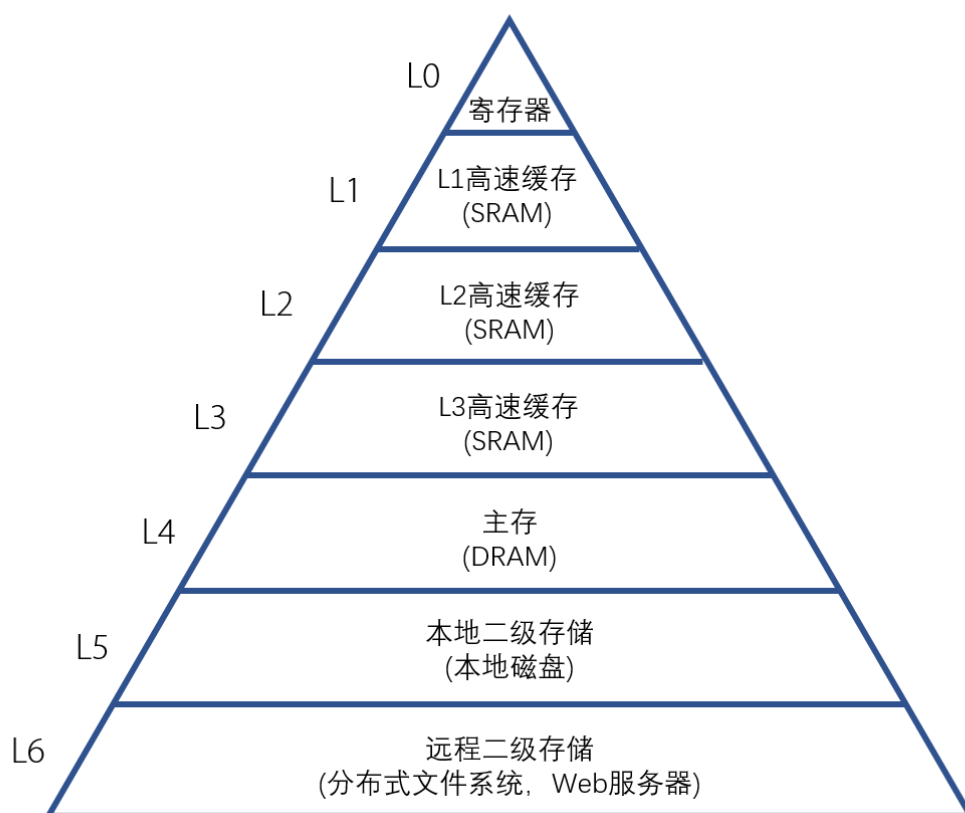 L0
寄存器
L1
L1高速缓存
(SRAM)
L2
L2高速缓存
(SRAM)
L3
L3高速缓存
(SRAM)
L4
主存
(DRAM)
L5
本地二级存储
(本地磁盘)
L6
远程二级存储
(分布式文件系统，Web服务器)